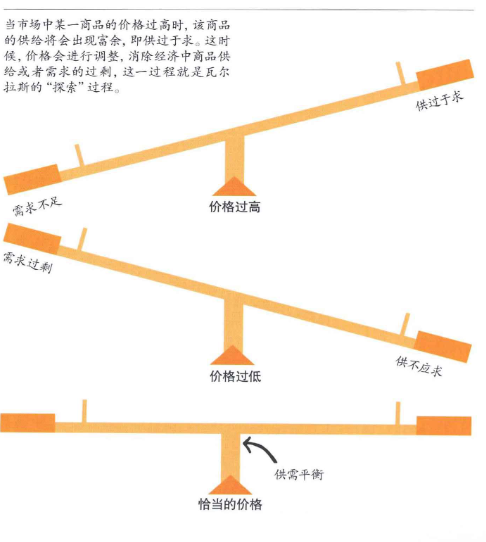 当市场中某一商品的价格过高时，该商品
的供给将会出现富余，即供过于求。这时
候，价格会进行调整，消除经济中商品供
给或者需求的过剩，这一过程就是瓦尔
拉斯的“探索”过程。
供过于求
需求不足
价格过高
需求过剩
供不应求
价格过低
供需平衡
恰当的价格